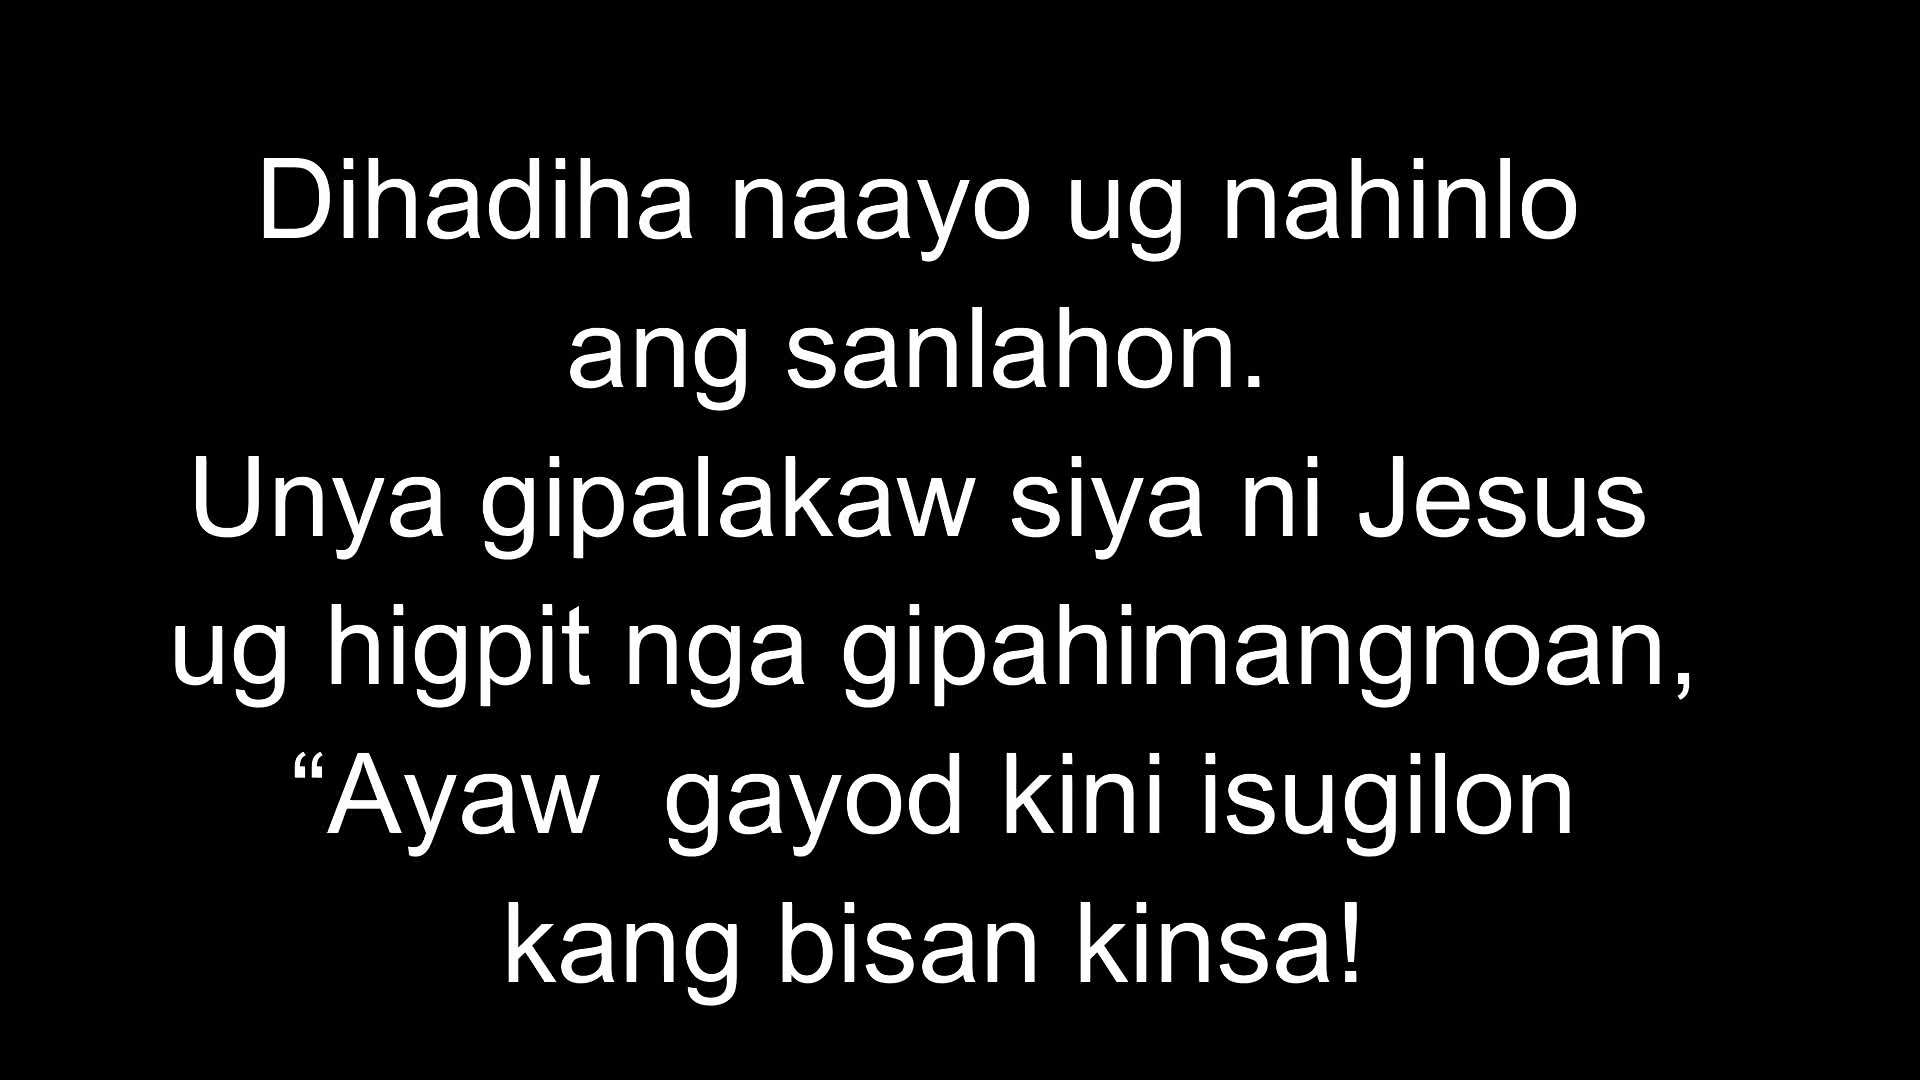 Dihadiha naayo ug nahinlo
ang sanlahon.
Unya gipalakaw siya ni Jesus
ug higpit nga gipahimangnoan,
“Ayaw  gayod kini isugilon
kang bisan kinsa!